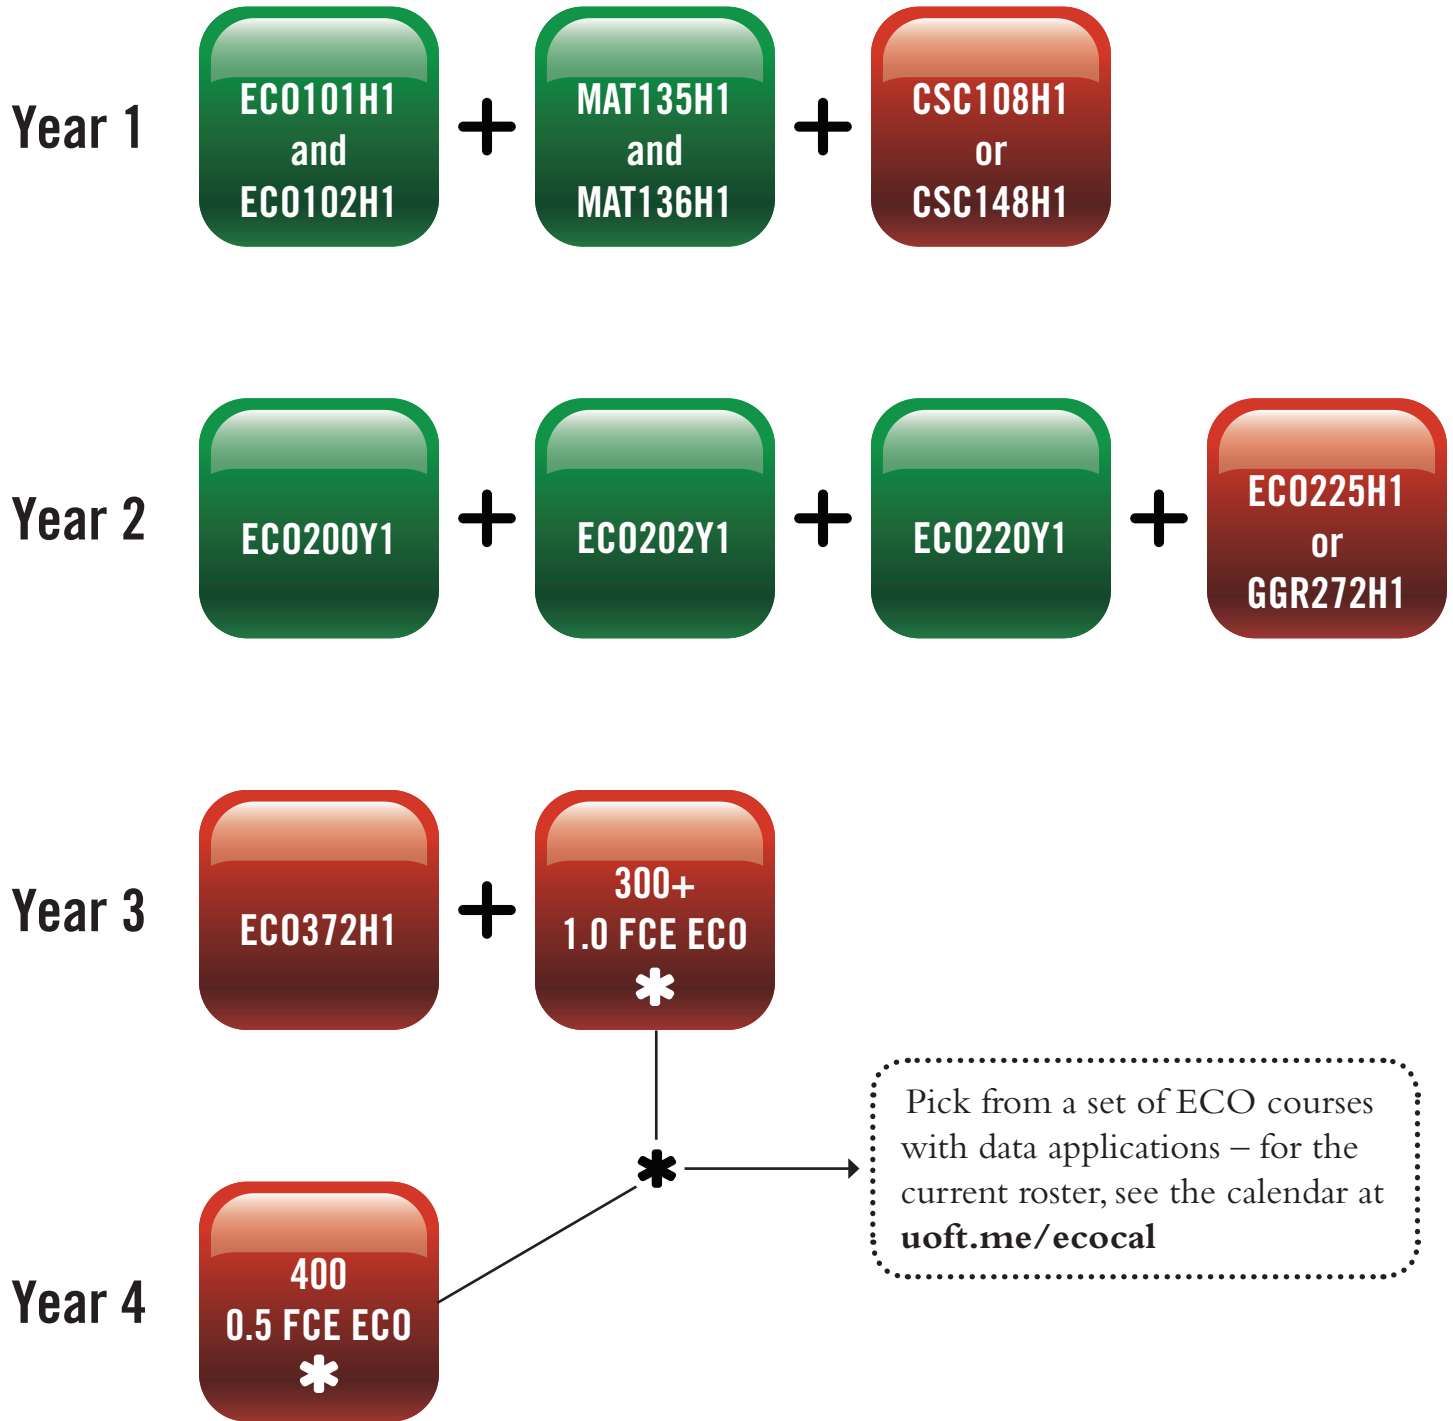 Year 1
ECO101H1
and
ECO102H1
+
MAT135H1
and
MAT136H1
+
CSC108H1
or
CSC148H1
Year 2
ECO200Y1
+
ECO202Y1
+
ECO220Y1
+
ECO225H1
or
GGR272H1
Year 3
ECO372H1
+
300+
1.0 FCE ECO
*
*
Pick from a set of ECO courses
with data applications – for the
current roster, see the calendar at
uoft.me/ecocal
Year 4
400
0.5 FCE ECO
*